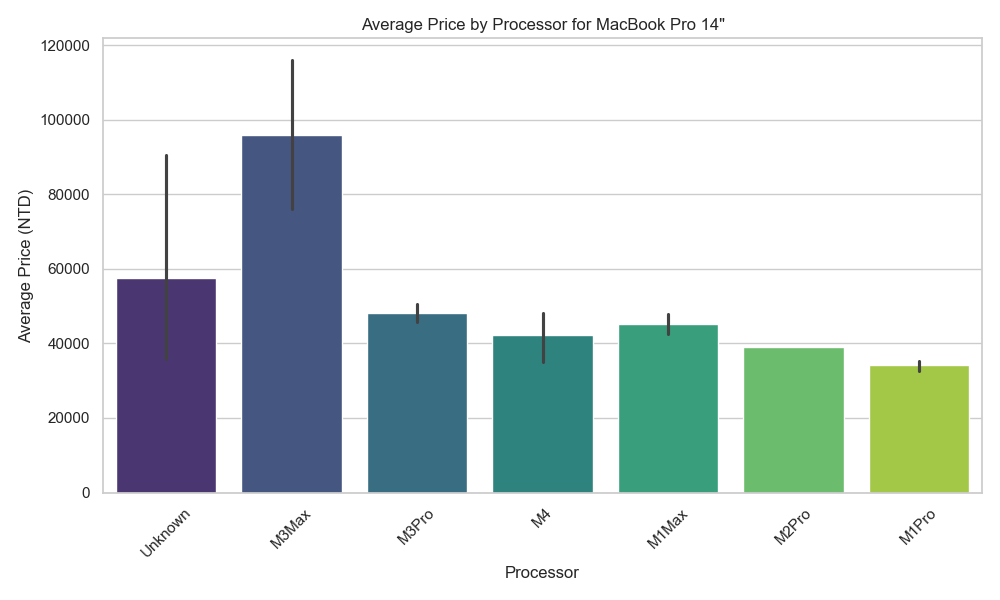 Average Price by Processor for MacBook Pro 14"
Average Price (NTD)
120000
100000
80000
60000
40000
20000
0
Unknown
M3Max
M3Pro
M4
M1Max
M2Pro
M1Pro
Processor